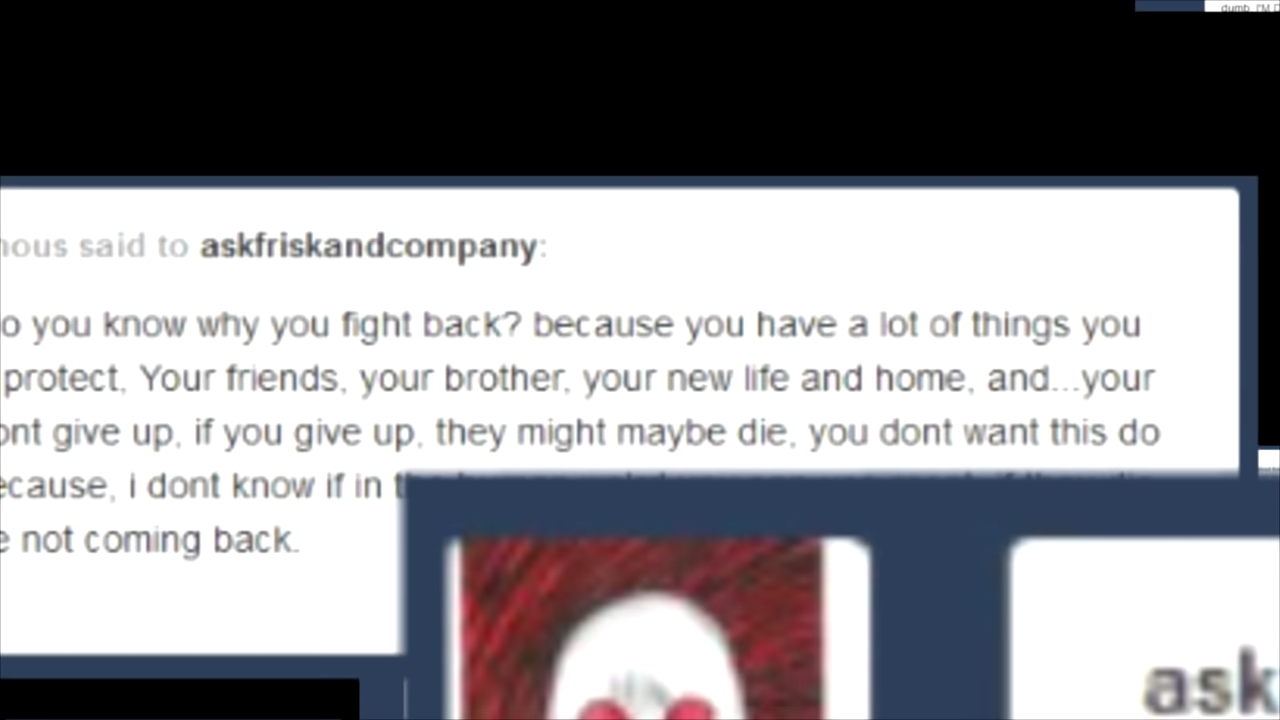 dumb. I'M
nous said to askfriskandcompany:
o you know why you fight back? because you have a lot of things you
protect, Your friends, your brother, your new life and home, and...your
ont give up, if you give up, they might maybe die, you dont want this do
ecause, i dont know if in
e not coming back.
ask